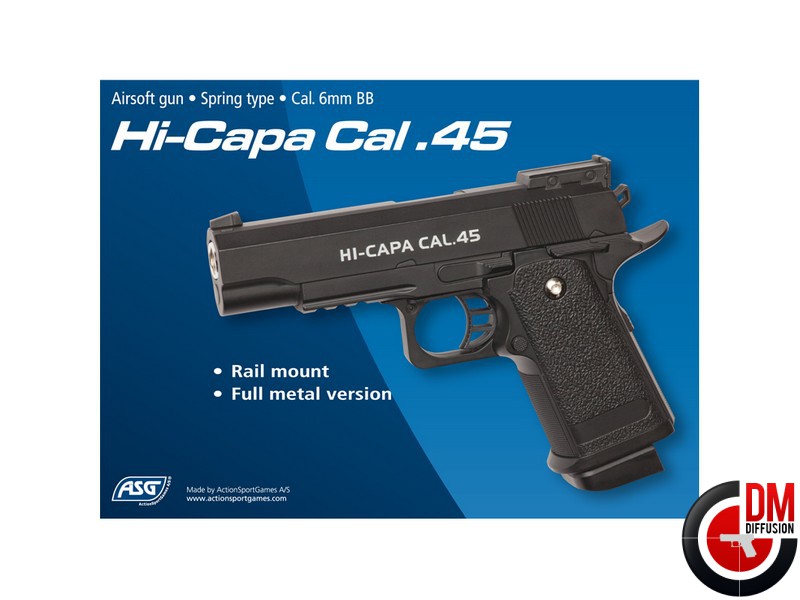 Airsoft gun • Spring type • Cal. 6mm BB
Hi-Capa Cal .45
HI-CAPA CAL.45
• Rail mount
• Full metal version
ASG
ActionSportGames A/S®
Made by ActionSportGames A/S
www.actionsportgames.com
DM
DIFFUSION